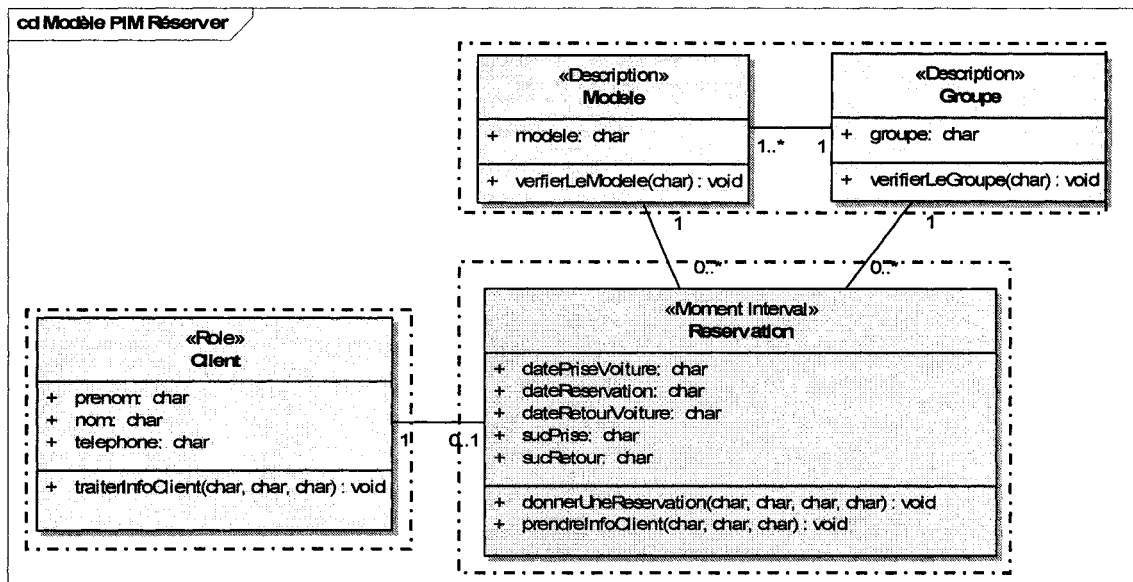 cd Modèle PIM Réserver
«Description»
Modele
+ modele: char
+ verfierLeModele(char) : void
«Description»
Groupe
+ groupe: char
+ verifierLeGroupe(char) : void
1..*
1
1
1
0..*
0..*
«Moment Interval»
Reservation
+ datePriseVoiture: char
+ dateReservation: char
+ dateRetourVoiture: char
+ sucPrise: char
+ sucRetour: char
+ donnerUneReservation(char, char, char, char) : void
+ prendreInfoClient(char, char, char) : void
«Role»
Client
+ prenom: char
+ nom: char
+ telephone: char
+ traiterInfoClient(char, char, char) : void
1
0..1